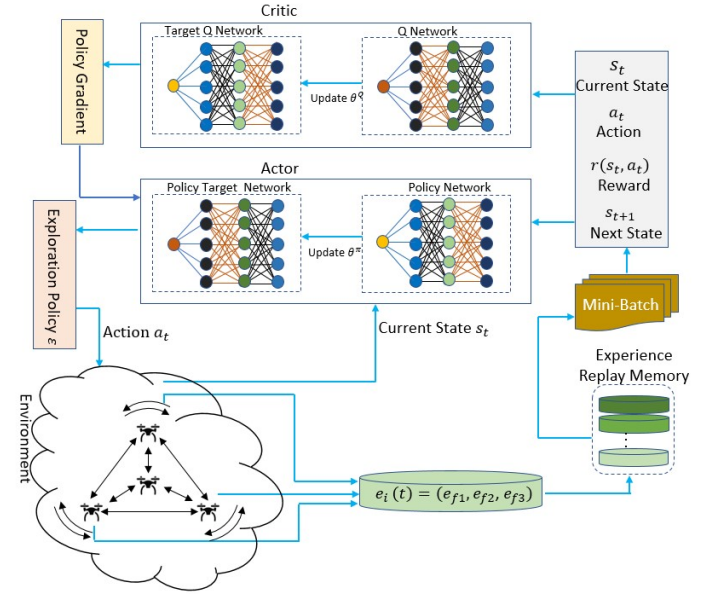 Critic
Target Q Network
Q Network
Update θ^Q
Policy Gradient
s_t
Current State
a_t
Action
r(s_t, a_t)
Reward
s_{t+1}
Next State
Actor
Policy Target Network
Policy Network
Update θ^π
Exploration Policy ε
Mini-Batch
Action a_t
Current State s_t
Experience
Replay Memory
Environment
e_i (t) = (e_{f1}, e_{f2}, e_{f3})